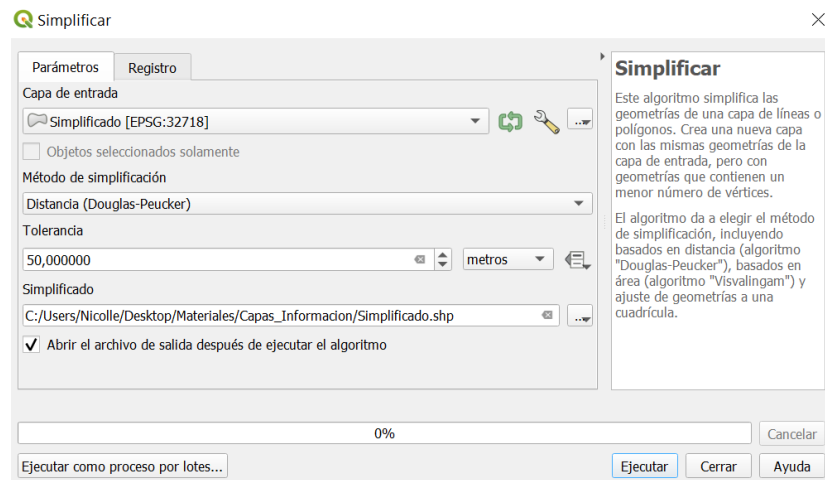 Simplificar
Parámetros
Registro
Capa de entrada
Simplificado [EPSG:32718]
Objetos seleccionados solamente
Método de simplificación
Distancia (Douglas-Peucker)
Tolerancia
50,000000
metros
Simplificado
C:/Users/Nicolle/Desktop/Materiales/Capas_Informacion/Simplificado.shp
Abrir el archivo de salida después de ejecutar el algoritmo
Simplificar
Este algoritmo simplifica las
geometrías de una capa de líneas o
polígonos. Crea una nueva capa
con las mismas geometrías de la
capa de entrada, pero con
geometrías que contienen un
menor número de vértices.
El algoritmo da a elegir el método
de simplificación, incluyendo
basados en distancia (algoritmo
"Douglas-Peucker"), basados en
área (algoritmo "Visvalingam") y
ajuste de geometrías a una
cuadrícula.
0%
Cancelar
Ejecutar como proceso por lotes...
Ejecutar
Cerrar
Ayuda